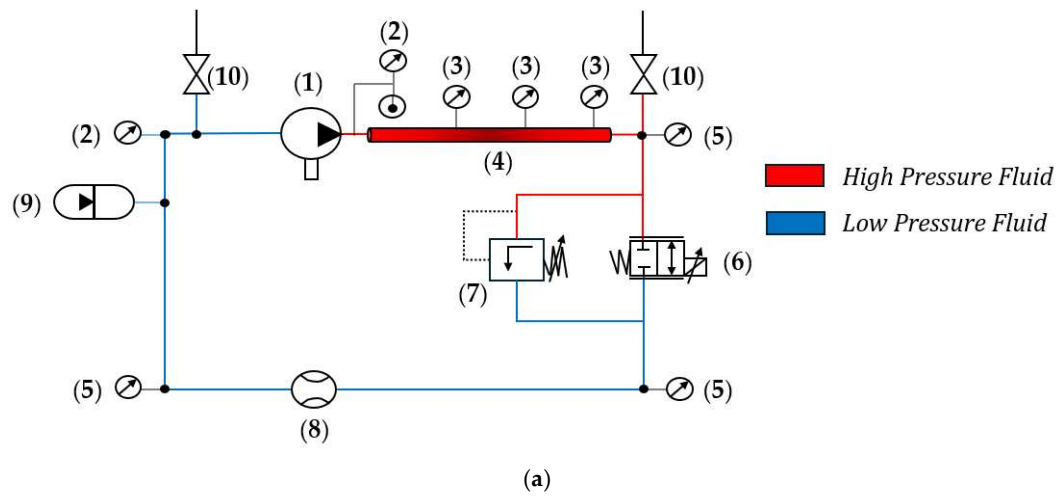 (2)
(3) (3) (3)
(10) (1) (10)
(2) (5)
(4)
High Pressure Fluid
(9) Low Pressure Fluid
(6)
(7)
(5) (5)
(8)
(a)